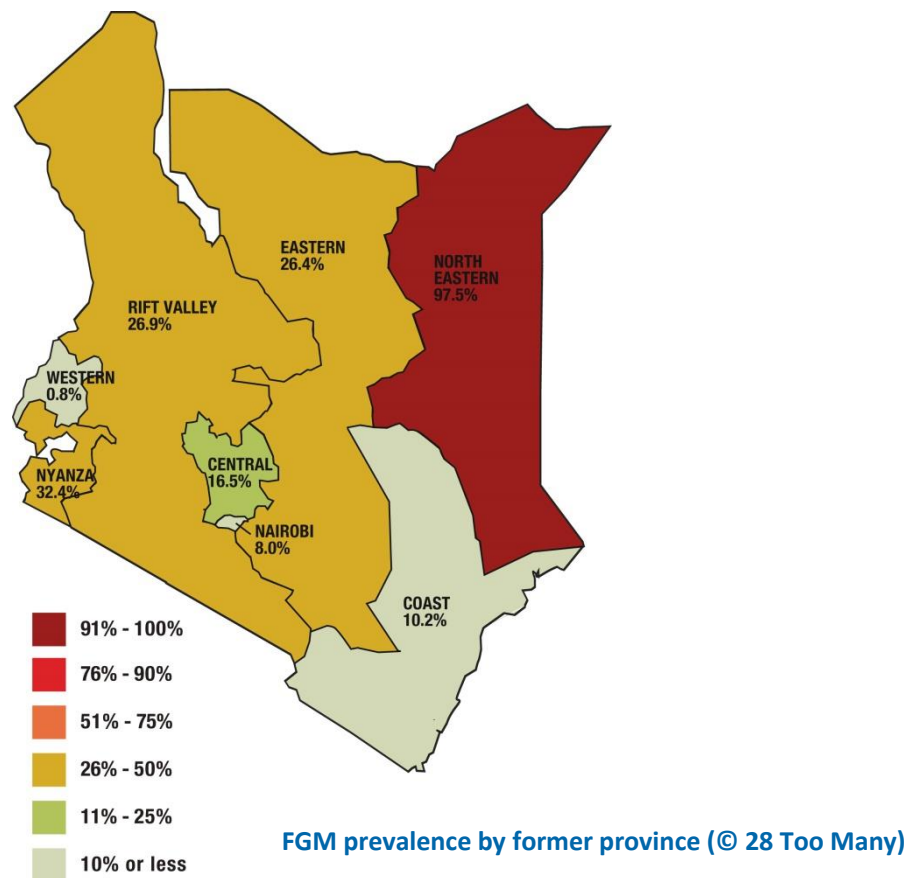 EASTERN
26.4%
NORTH
EASTERN
97.5%
RIFT VALLEY
26.9%
WESTERN
0.8%
CENTRAL
16.5%
NYANZA
32.4%
NAIROBI
8.0%
COAST
10.2%
91% - 100%
76% - 90%
51% - 75%
26% - 50%
11% - 25%
10% or less
FGM prevalence by former province (© 28 Too Many)